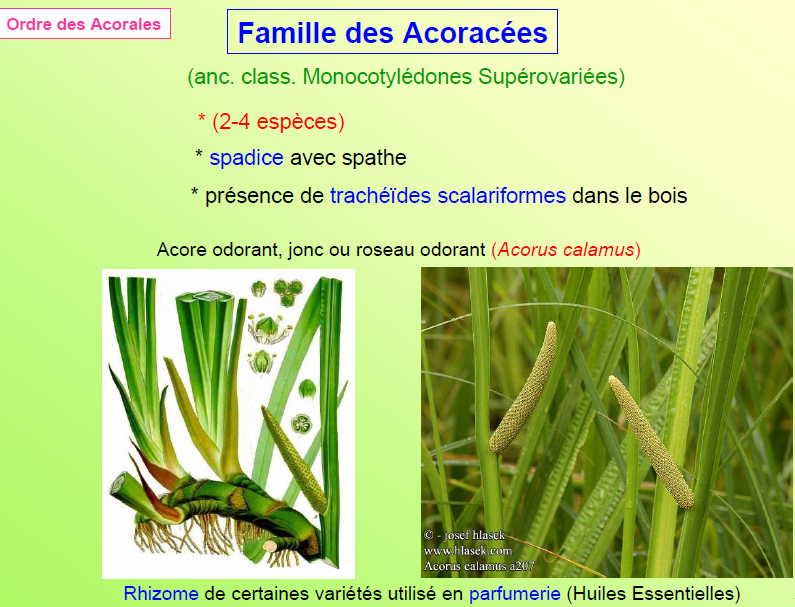 Ordre des Acorales
Famille des Acoracées
(anc. class. Monocotylédones Supérovariées)
* (2-4 espèces)
* spadice avec spathe
* présence de trachéïdes scalariformes dans le bois
Acore odorant, jonc ou roseau odorant (Acorus calamus)
© - josef hlasek
www.hlasek.com
Acorus calamus a207
Rhizome de certaines variétés utilisé en parfumerie (Huiles Essentielles)